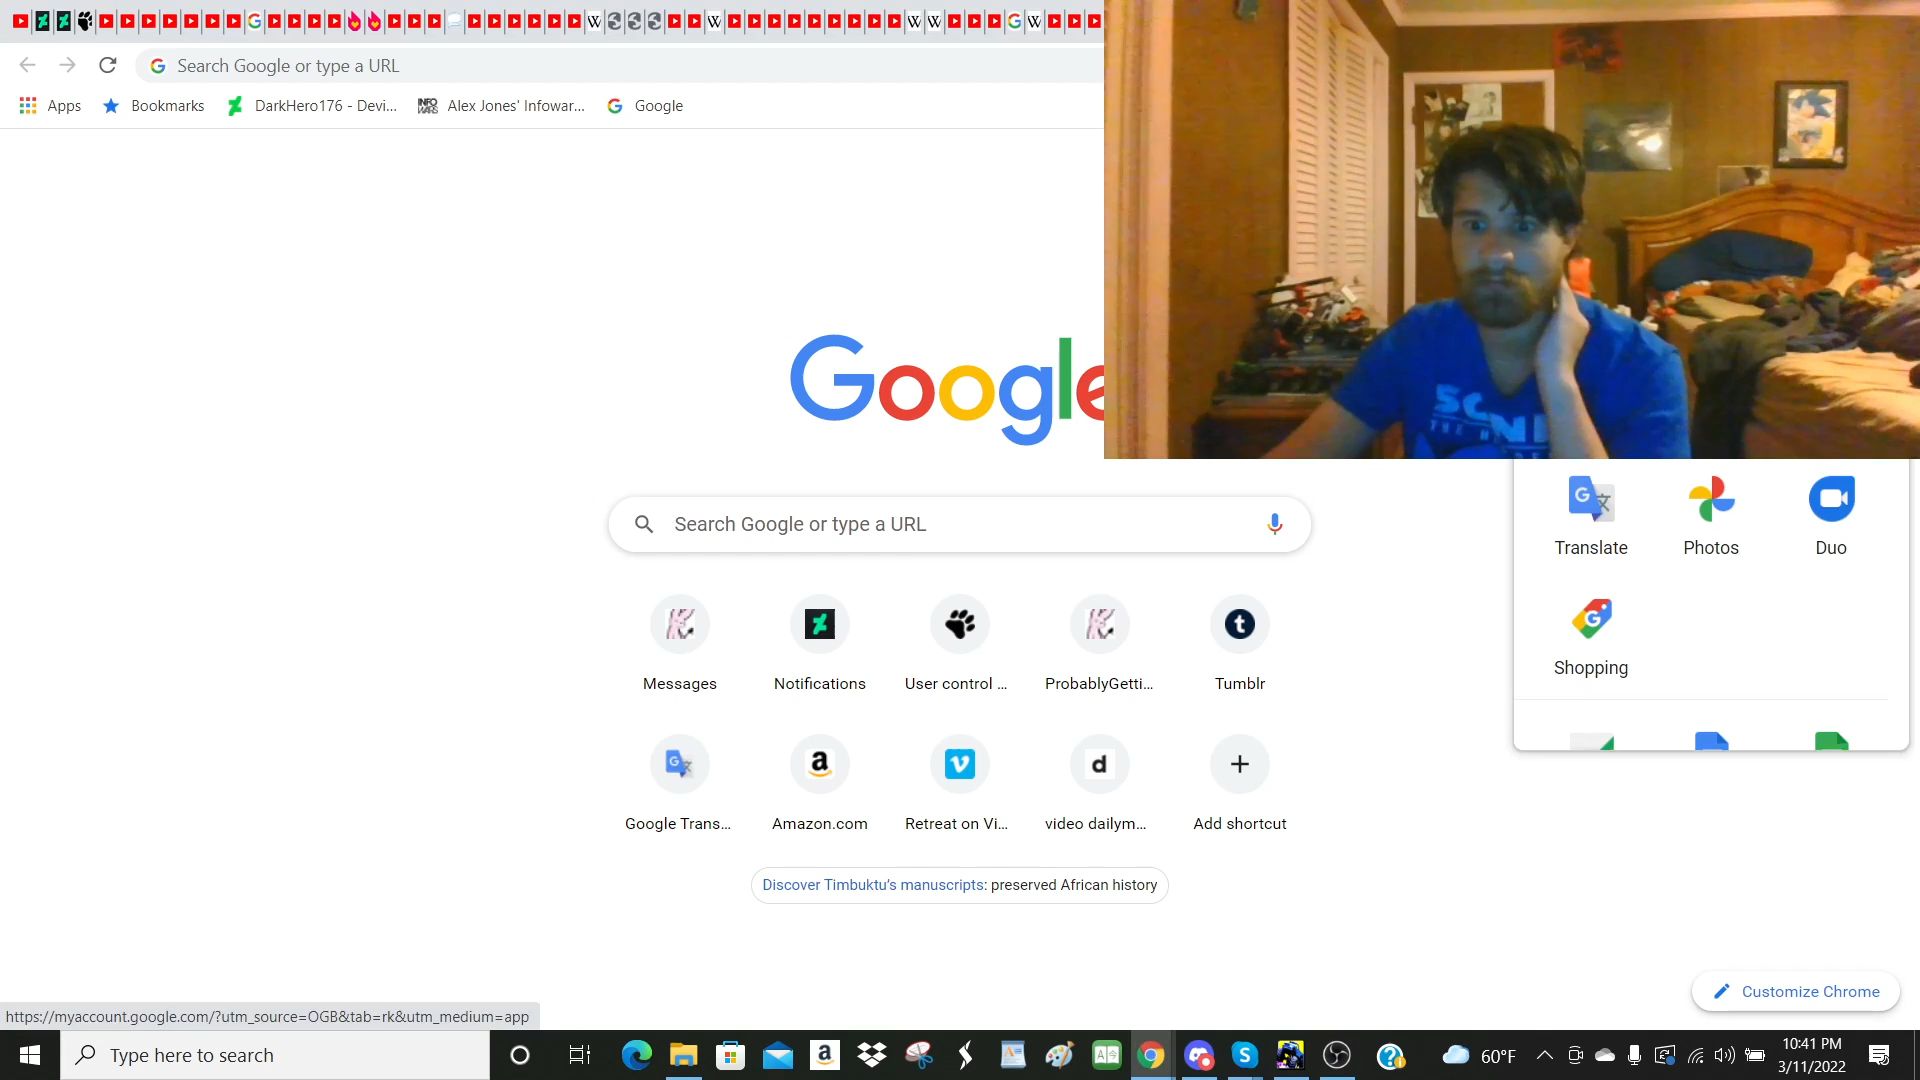 Search Google or type a URL
Apps
Bookmarks
DarkHero176 - Devi...
INFO WARS
Alex Jones' Infowar...
Google
Google
Search Google or type a URL
Translate
Photos
Duo
Shopping
Messages
Notifications
User control ...
ProbablyGetti...
Tumblr
Google Trans...
Amazon.com
Retreat on Vi...
video dailym...
Add shortcut
Discover Timbuktu's manuscripts: preserved African history
Customize Chrome
https://myaccount.google.com/?utm_source=OGB&tab=rk&utm_medium=app
Type here to search
60°F
10:41 PM
3/11/2022